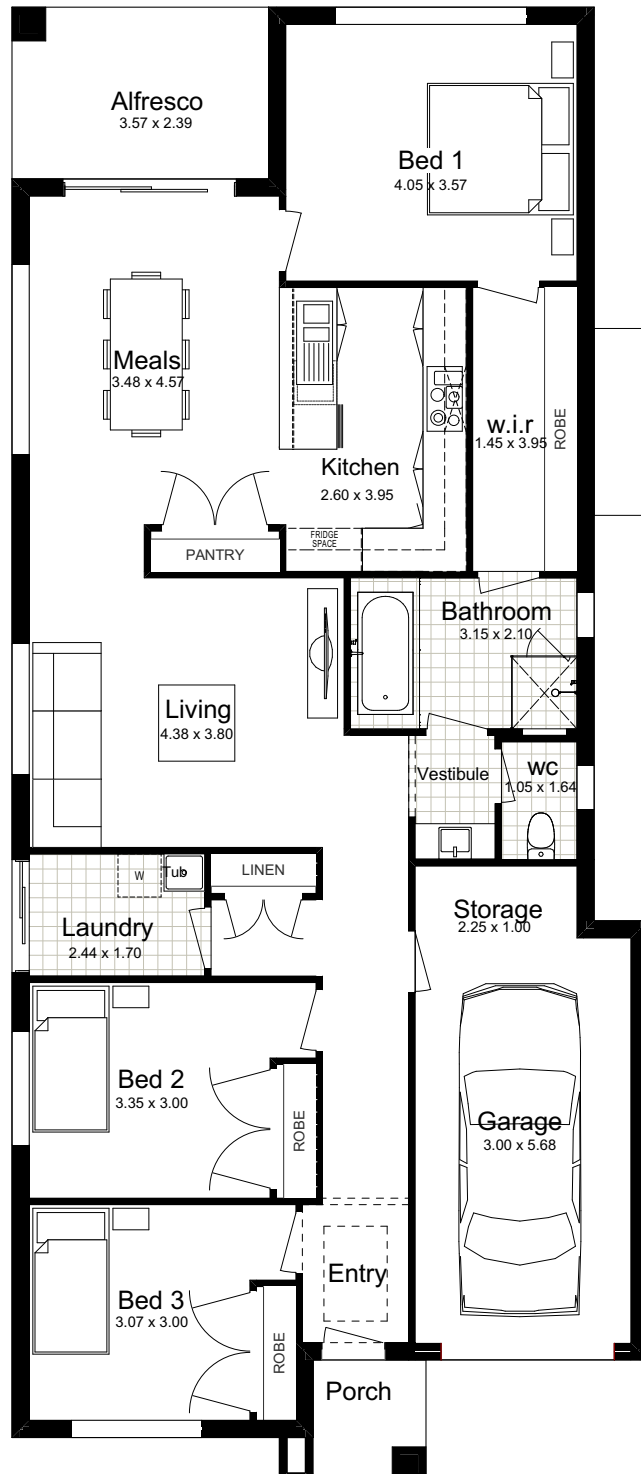 Alfresco
3.57 x 2.39
Bed 1
4.05 x 3.57
Meals
3.48 x 4.57
Kitchen
2.60 x 3.95
w.i.r
1.45 x 3.95
ROBE
FRIDGE
SPACE
PANTRY
Bathroom
3.15 x 2.10
Living
4.38 x 3.80
Vestibule
wc
1.05 x 1.64
W
Tub
LINEN
Laundry
2.44 x 1.70
Storage
2.25 x 1.00
Bed 2
3.35 x 3.00
ROBE
Garage
3.00 x 5.68
Entry
Bed 3
3.07 x 3.00
ROBE
Porch